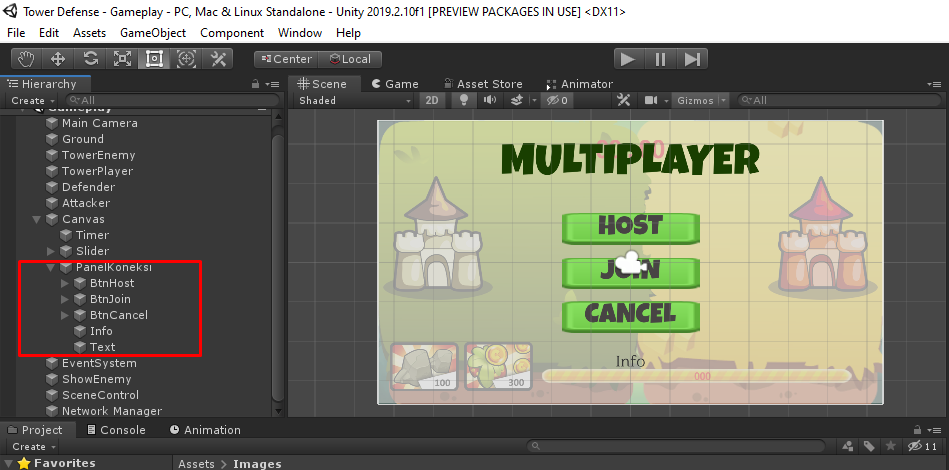 Tower Defense - Gameplay - PC, Mac & Linux Standalone - Unity 2019.2.10f1 [PREVIEW PACKAGES IN USE] <DX11>
File Edit Assets GameObject Component Window Help
Center Local
Hierarchy
Create All
Gameplay
Main Camera
Ground
TowerEnemy
TowerPlayer
Defender
Attacker
Canvas
Timer
Slider
PanelKoneksi
BtnHost
BtnJoin
BtnCancel
Info
Text
EventSystem
ShowEnemy
SceneControl
Network Manager
Scene Game Asset Store Animator
Shaded 2D 0 Gizmos All
MULTIPLAYER
HOST
JOIN
CANCEL
Info
100
300
000
Project Console Animation
Create 11
Favorites
Assets Images